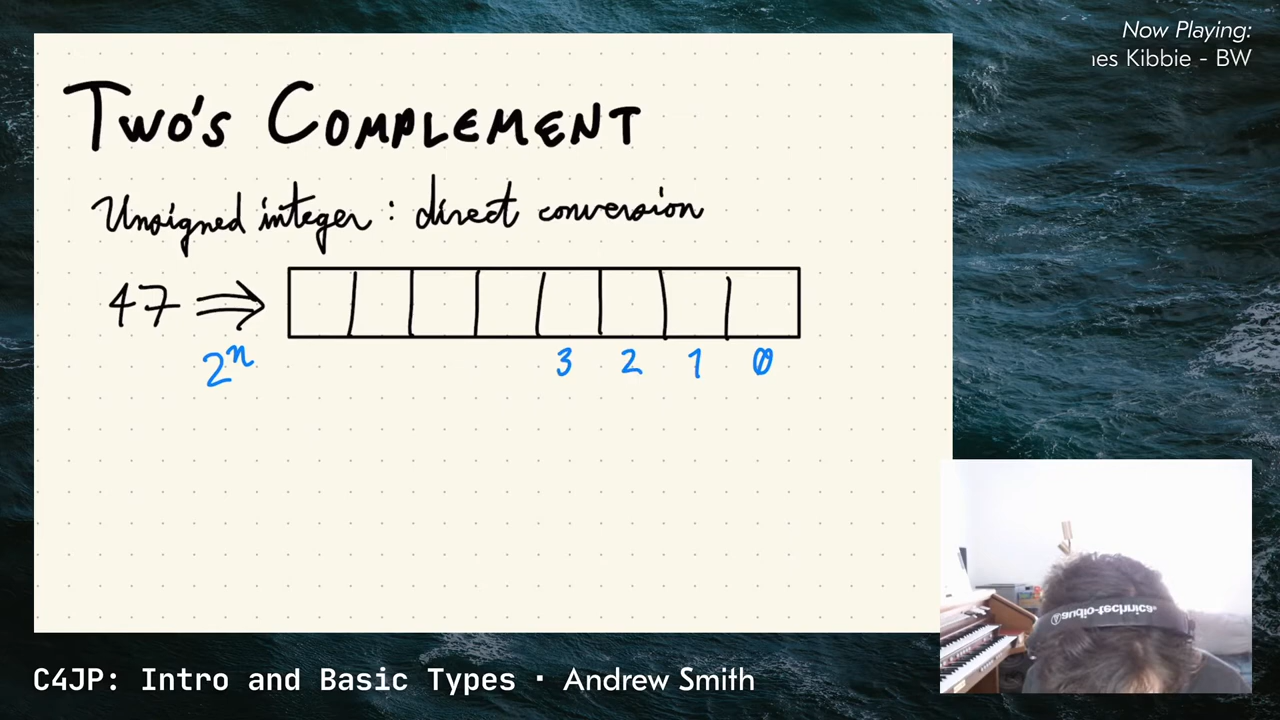 Now Playing:
nes Kibbie - BW
TWO'S COMPLEMENT
Unsigned integer : direct conversion
47 ⇒
2ⁿ 3 2 1 0
audio-technica
C4JP: Intro and Basic Types · Andrew Smith